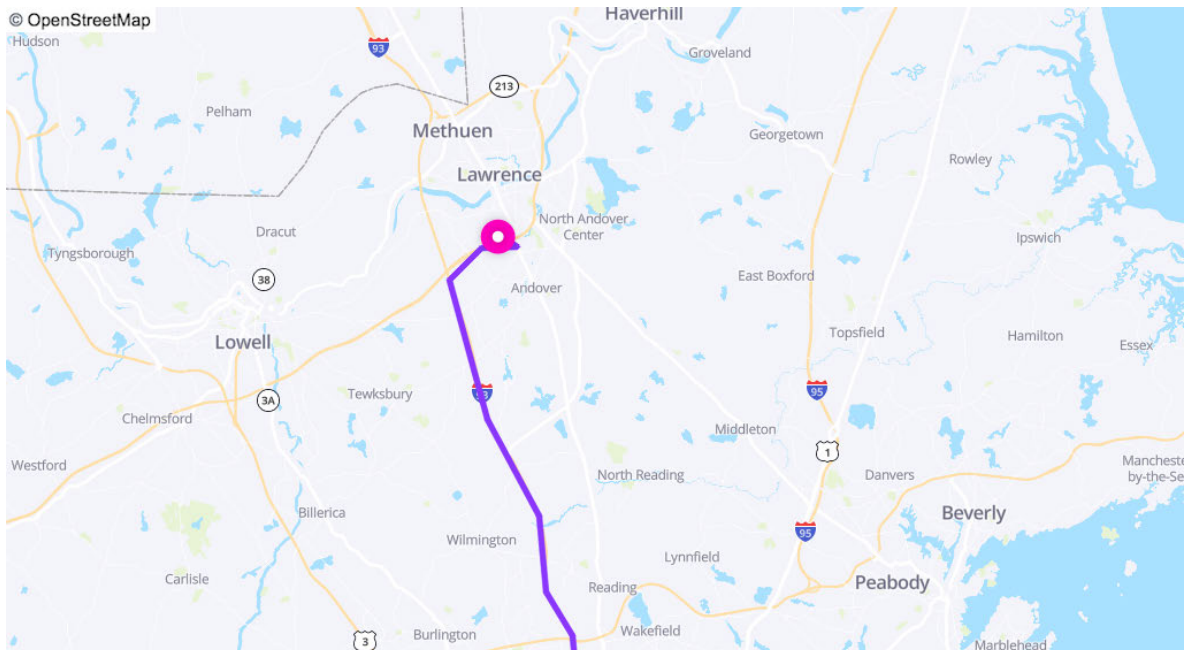 © OpenStreetMap
Haverhill
Hudson
93
Groveland
213
Pelham
Methuen
Georgetown
Rowley
Lawrence
North Andover
Center
Dracut
Ipswich
Tyngsborough
38
East Boxford
Andover
Topsfield
Hamilton
Essex
Lowell
93
95
Tewksbury
3A
Chelmsford
Middleton
1
Westford
North Reading
Danvers
Manchester
by-the-Se
Billerica
Beverly
95
Wilmington
Lynnfield
Carlisle
Reading
Peabody
Burlington
Wakefield
3
Marblehead